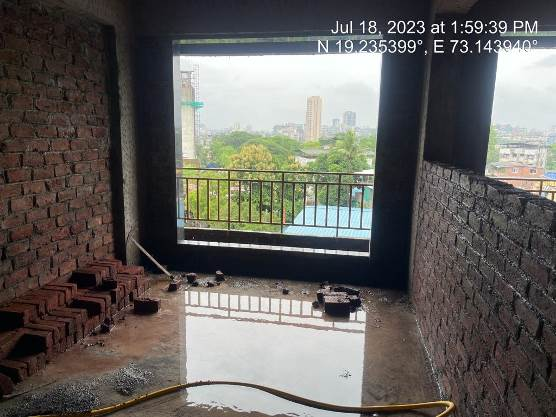 Jul 18, 2023 at 1:59:39 PM
N 19.235399°, E 73.143940°